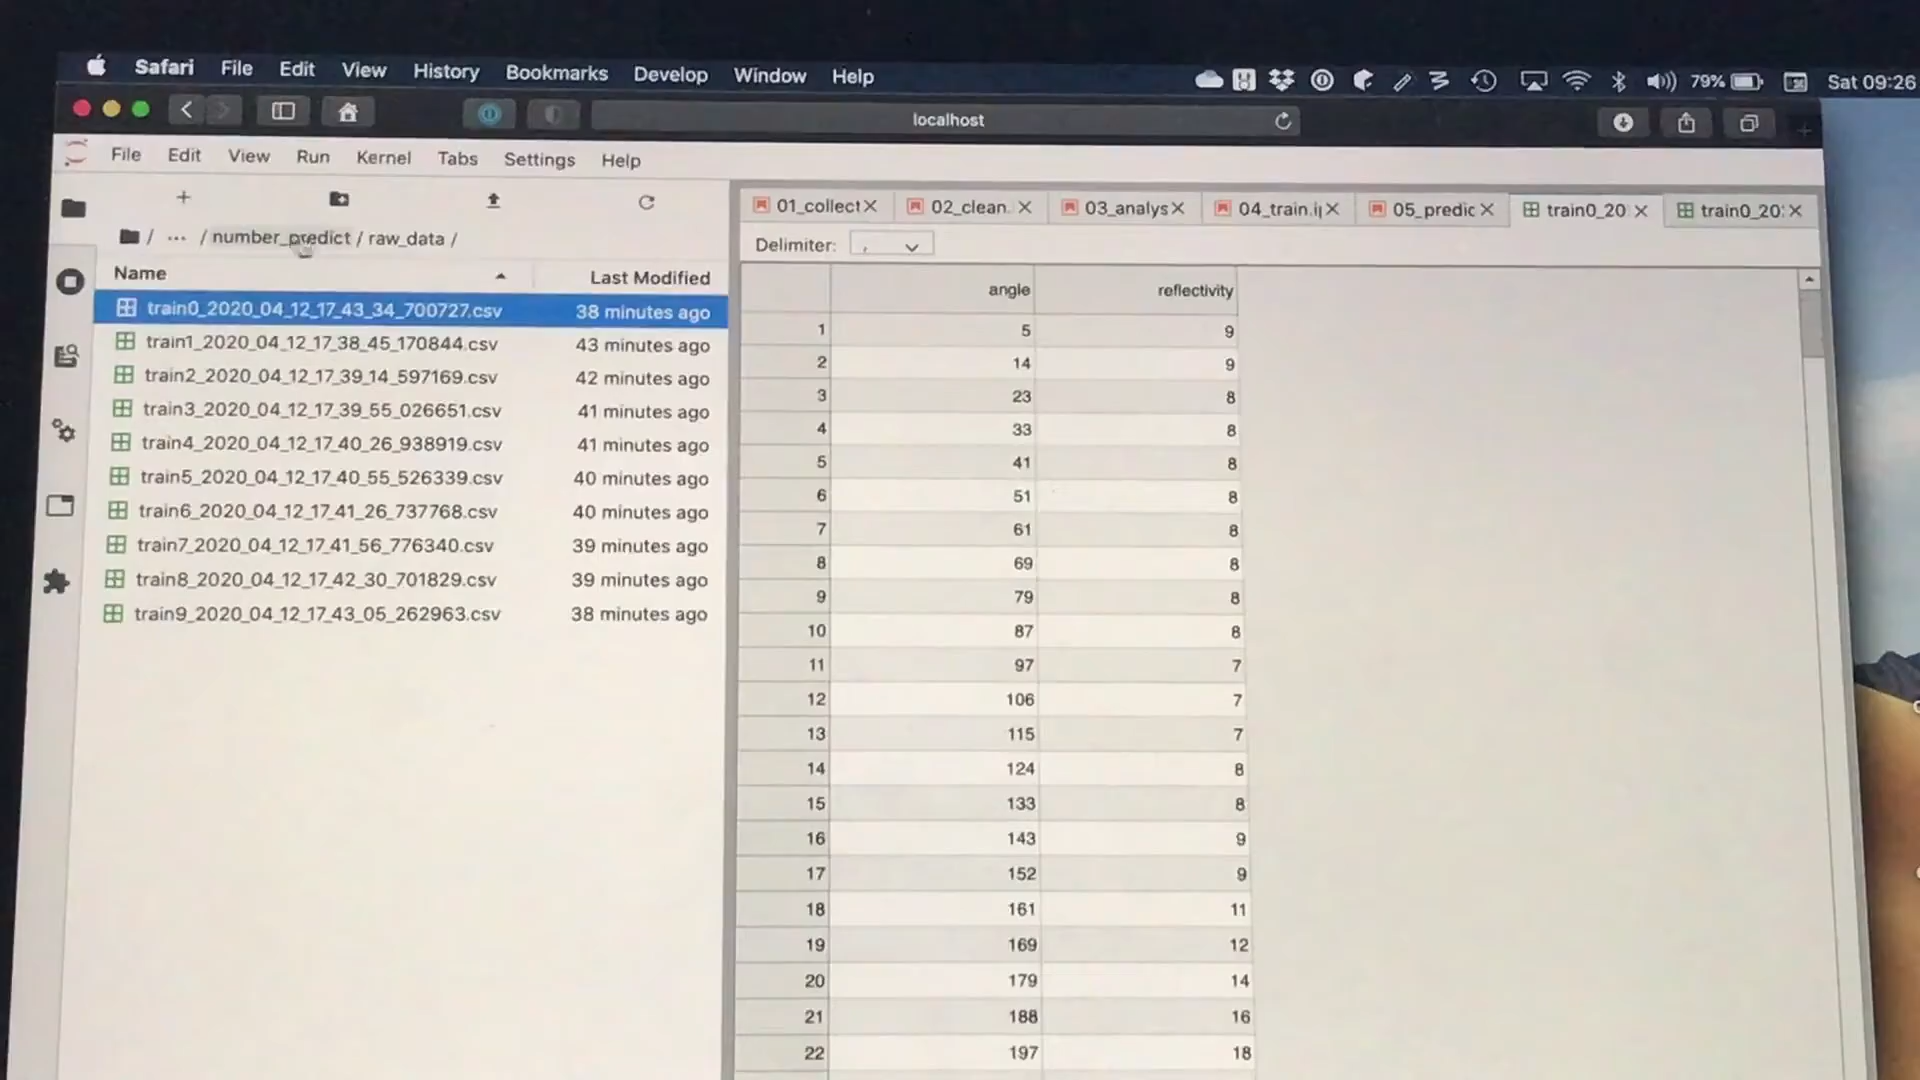 Safari File Edit View History Bookmarks Develop Window Help 79% Sat 09:26
localhost
File Edit View Run Kernel Tabs Settings Help
01_collect 02_clean. 03_analys 04_train.i 05_predic train0_20 train0_20
/ ... / number_predict / raw_data /
Delimiter: ,
Name Last Modified
train0_2020_04_12_17_43_34_700727.csv 38 minutes ago
train1_2020_04_12_17_38_45_170844.csv 43 minutes ago
train2_2020_04_12_17_39_14_597169.csv 42 minutes ago
train3_2020_04_12_17_39_55_026651.csv 41 minutes ago
train4_2020_04_12_17_40_26_938919.csv 41 minutes ago
train5_2020_04_12_17_40_55_526339.csv 40 minutes ago
train6_2020_04_12_17_41_26_737768.csv 40 minutes ago
train7_2020_04_12_17_41_56_776340.csv 39 minutes ago
train8_2020_04_12_17_42_30_701829.csv 39 minutes ago
train9_2020_04_12_17_43_05_262963.csv 38 minutes ago
angle reflectivity
1 5 9
2 14 9
3 23 8
4 33 8
5 41 8
6 51 8
7 61 8
8 69 8
9 79 8
10 87 8
11 97 7
12 106 7
13 115 7
14 124 8
15 133 8
16 143 9
17 152 9
18 161 11
19 169 12
20 179 14
21 188 16
22 197 18